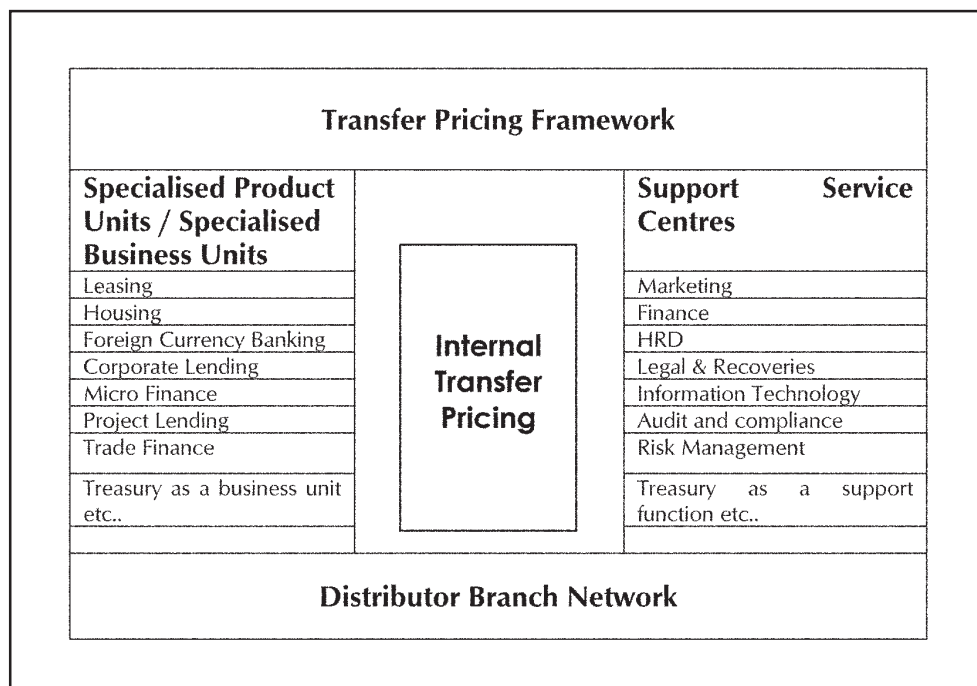 Transfer Pricing Framework
Specialised Product
Units / Specialised
Business Units
Leasing
Housing
Foreign Currency Banking
Corporate Lending
Micro Finance
Project Lending
Trade Finance
Treasury as a business unit
etc..
Internal
Transfer
Pricing
Support Service
Centres
Marketing
Finance
HRD
Legal & Recoveries
Information Technology
Audit and compliance
Risk Management
Treasury as a support
function etc..
Distributor Branch Network